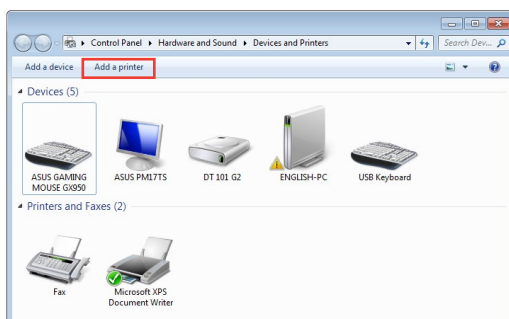 Control Panel ▸ Hardware and Sound ▸ Devices and Printers
Search Dev...
Add a device Add a printer
Devices (5)
ASUS GAMING MOUSE GX950
ASUS PM17TS
DT 101 G2
ENGLISH-PC
USB Keyboard
Printers and Faxes (2)
Fax
Microsoft XPS Document Writer